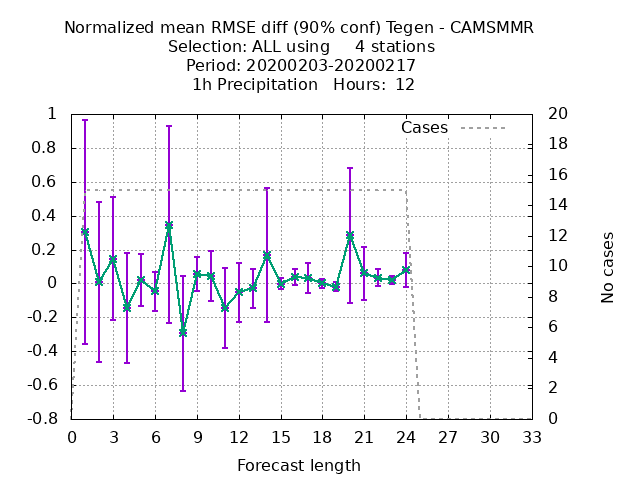 Normalized mean RMSE diff (90% conf) Tegen - CAMSMMR
Selection: ALL using     4 stations
Period: 20200203-20200217
1h Precipitation   Hours:  12
Cases
1
0.8
0.6
0.4
0.2
0
-0.2
-0.4
-0.6
-0.8
20
18
16
14
12
10
8
6
4
2
0
No cases
0 3 6 9 12 15 18 21 24 27 30 33
Forecast length